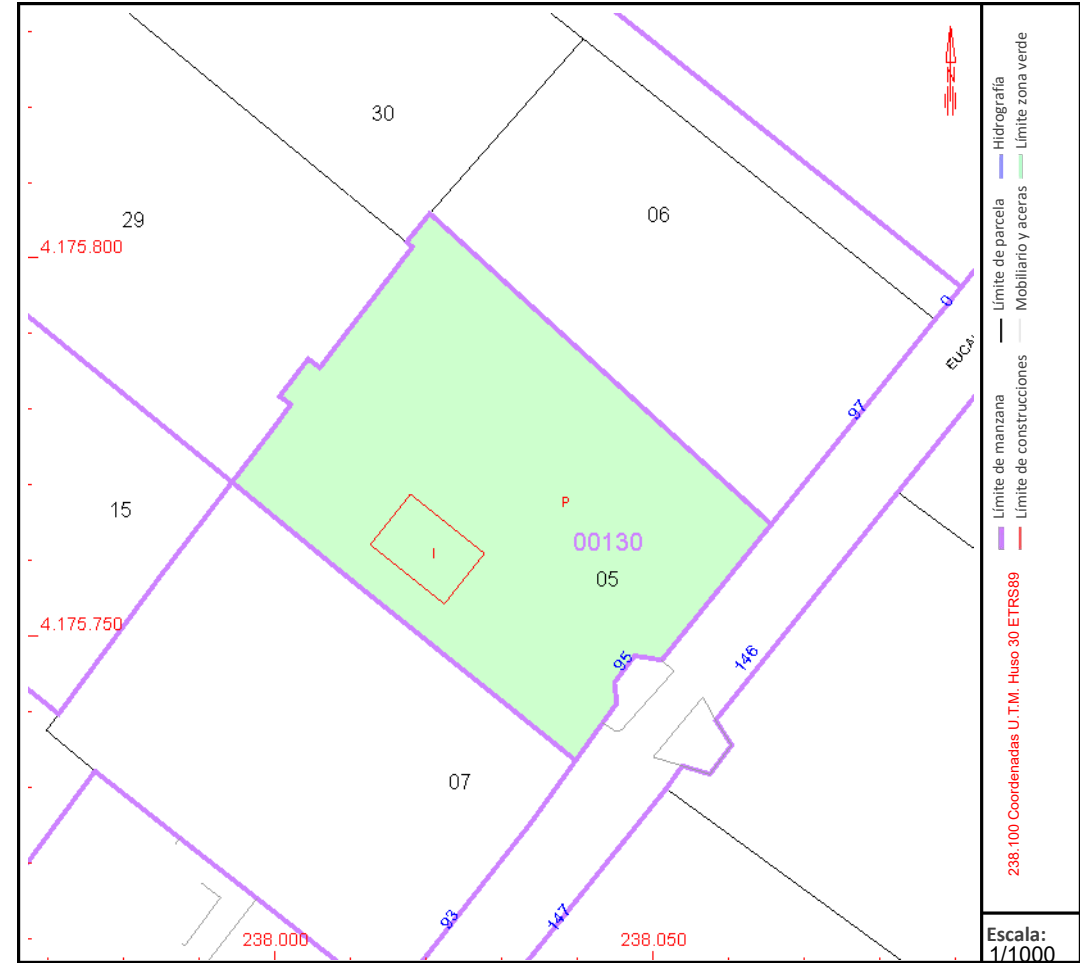 30
29
06
4.175.800
0
EUCA
97
15
P
00130
I
05
4.175.750
95
146
07
93
147
238.000
238.050
N
Hidrografía
Límite zona verde
Límite de parcela
Mobiliario y aceras
Límite de manzana
Límite de construcciones
238.100 Coordenadas U.T.M. Huso 30 ETRS89
Escala:
1/1000